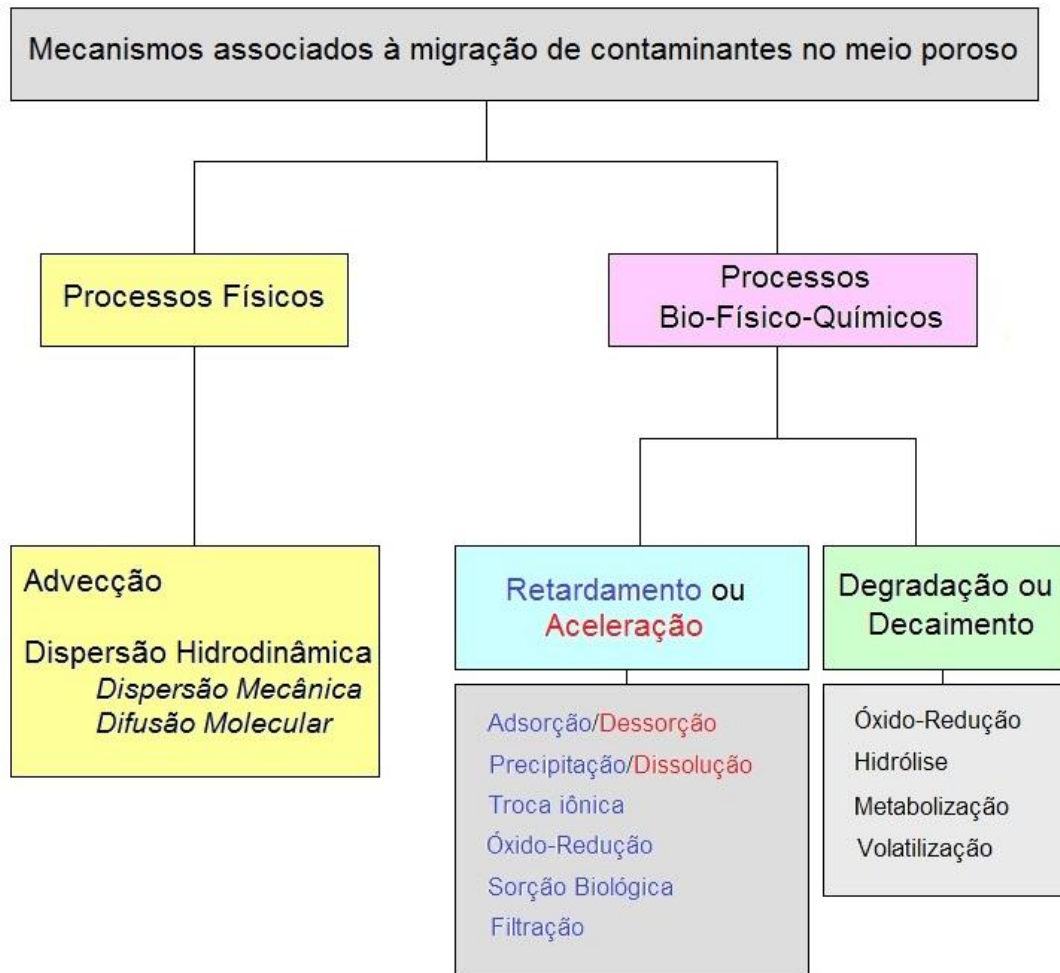 Mecanismos associados à migração de contaminantes no meio poroso
Processos Físicos
Processos
Bio-Físico-Químicos
Advecção
Dispersão Hidrodinâmica
Dispersão Mecânica
Difusão Molecular
Retardamento ou
Aceleração
Adsorção/Dessorção
Precipitação/Dissolução
Troca iônica
Óxido-Redução
Sorção Biológica
Filtração
Degradação ou
Decaimento
Óxido-Redução
Hidrólise
Metabolização
Volatilização